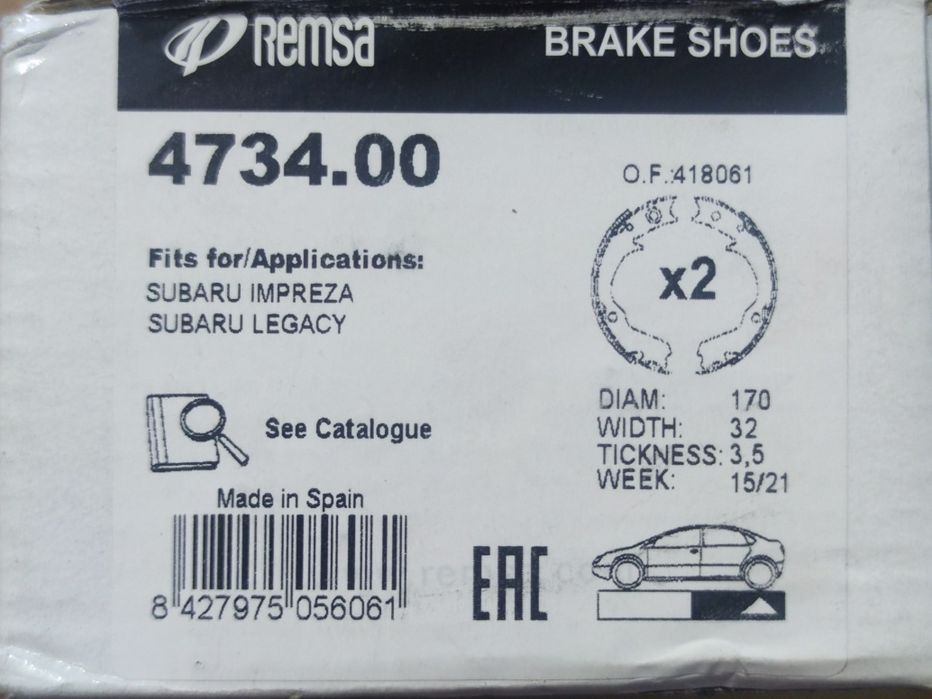 Remsa
BRAKE SHOES
4734.00
O.F.:418061
Fits for/Applications:
SUBARU IMPREZA
SUBARU LEGACY
x2
See Catalogue
DIAM: 170
WIDTH: 32
TICKNESS: 3,5
WEEK: 15/21
Made in Spain
8 427975 056061
EAC